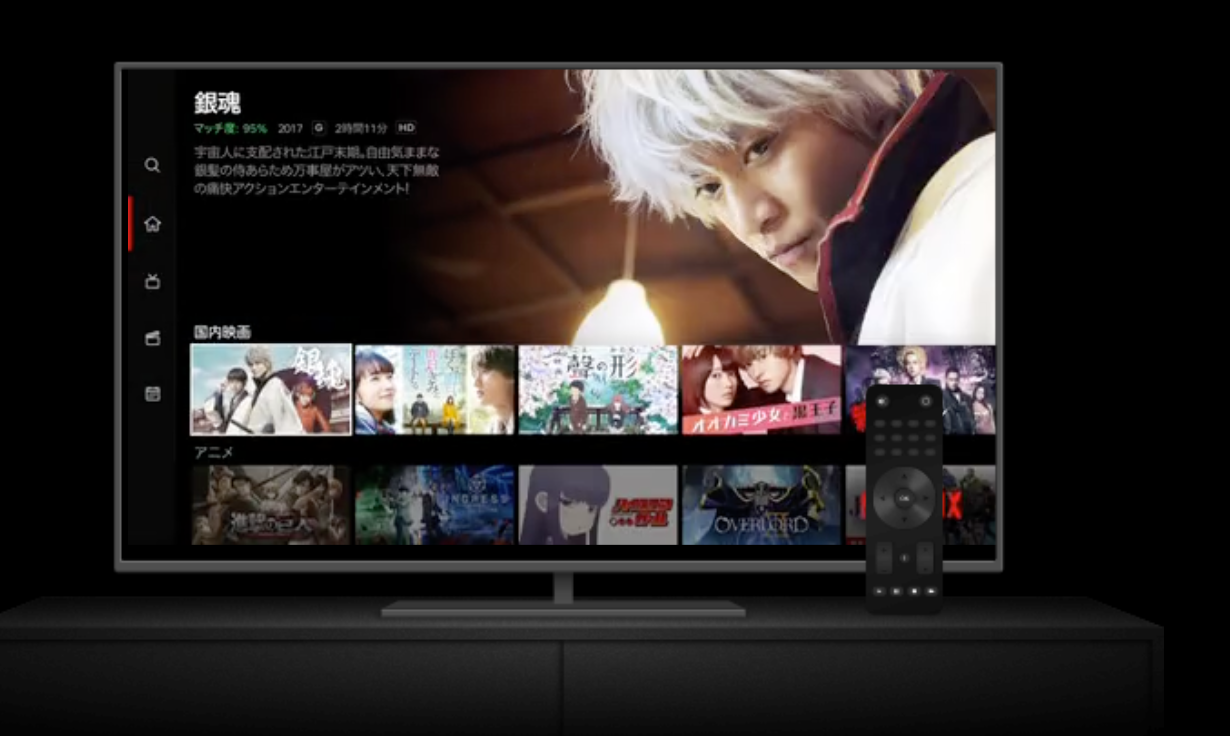 銀魂
マッチ度: 95% 2017 G 2時間11分 HD
宇宙人に支配された江戸末期。自由気ままな
銀髪の侍あらため万事屋がアツい、天下無敵
の痛快アクションエンターテインメント!
国内映画
銀魂
聲の形
オオカミ少女と黒王子
アニメ
進撃の巨人
INGRESS
OVERLORD
OK